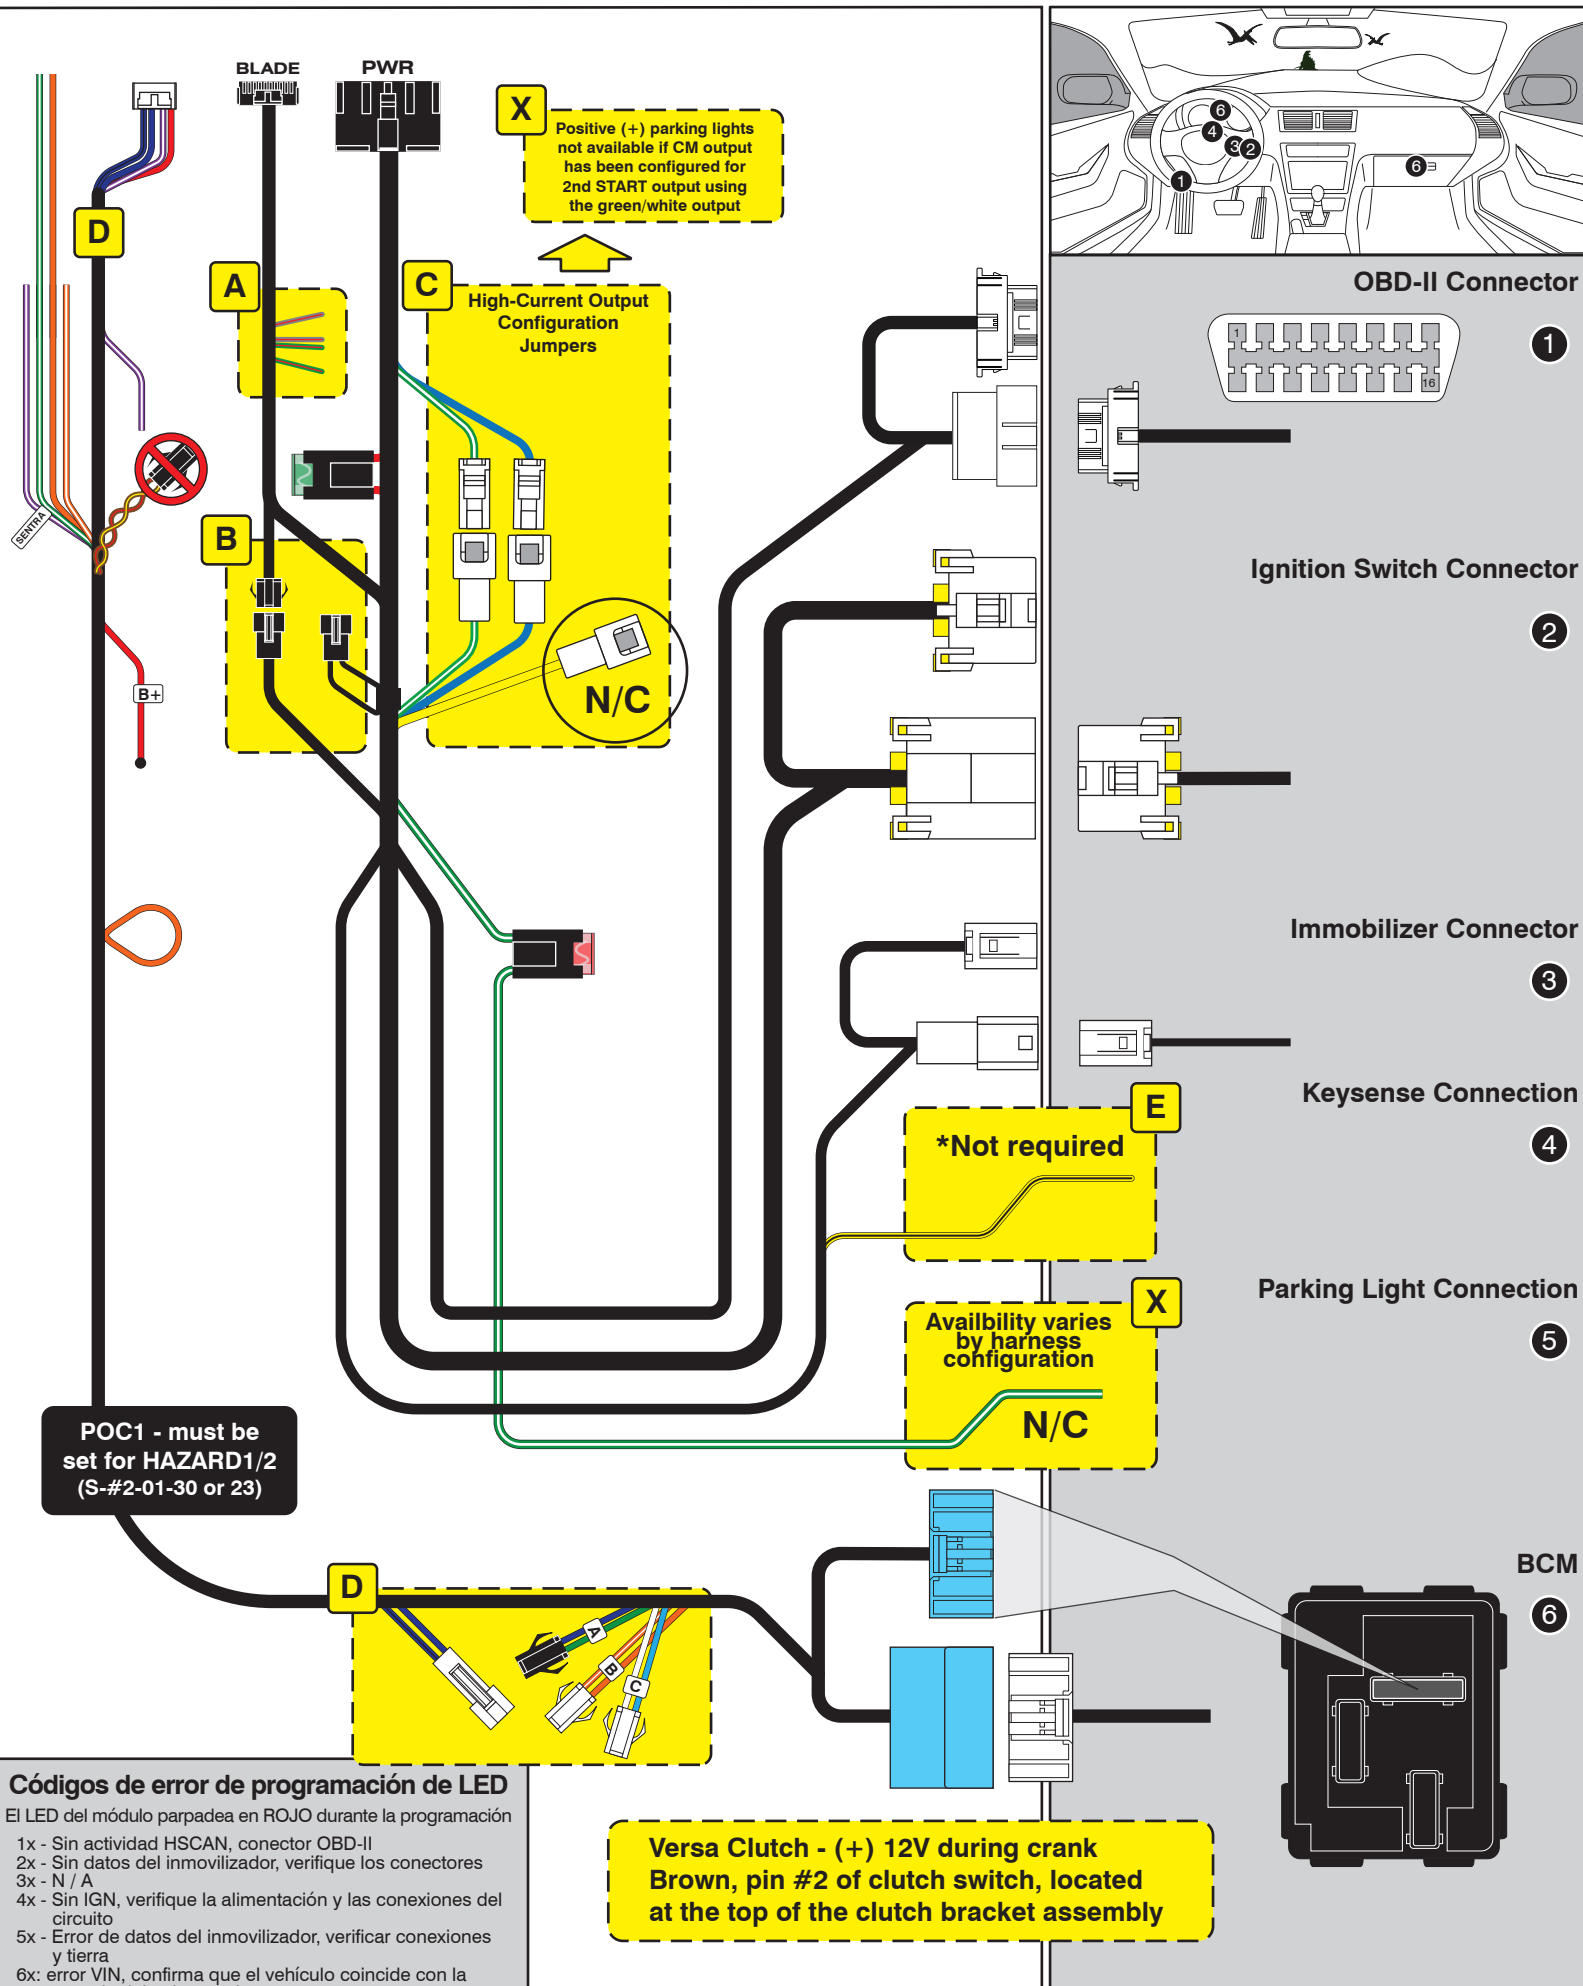 BLADE
PWR
X
Positive (+) parking lights
not available if CM output
has been configured for
2nd START output using
the green/white output
D
A
C
High-Current Output
Configuration
Jumpers
SENTRA
B
B+
N/C
6
4
3
2
1
6
OBD-II Connector
1
1
16
Ignition Switch Connector
2
Immobilizer Connector
3
Keysense Connection
4
E
*Not required
Parking Light Connection
5
X
Availbility varies
by harness
configuration
N/C
POC1 - must be
set for HAZARD1/2
(S-#2-01-30 or 23)
D
A
B
C
BCM
6
Códigos de error de programación de LED
El LED del módulo parpadea en ROJO durante la programación
1x - Sin actividad HSCAN, conector OBD-II
2x - Sin datos del inmovilizador, verifique los conectores
3x - N / A
4x - Sin IGN, verifique la alimentación y las conexiones del
circuito
5x - Error de datos del inmovilizador, verificar conexiones
y tierra
6x: error VIN, confirma que el vehículo coincide con la
Versa Clutch - (+) 12V during crank
Brown, pin #2 of clutch switch, located
at the top of the clutch bracket assembly